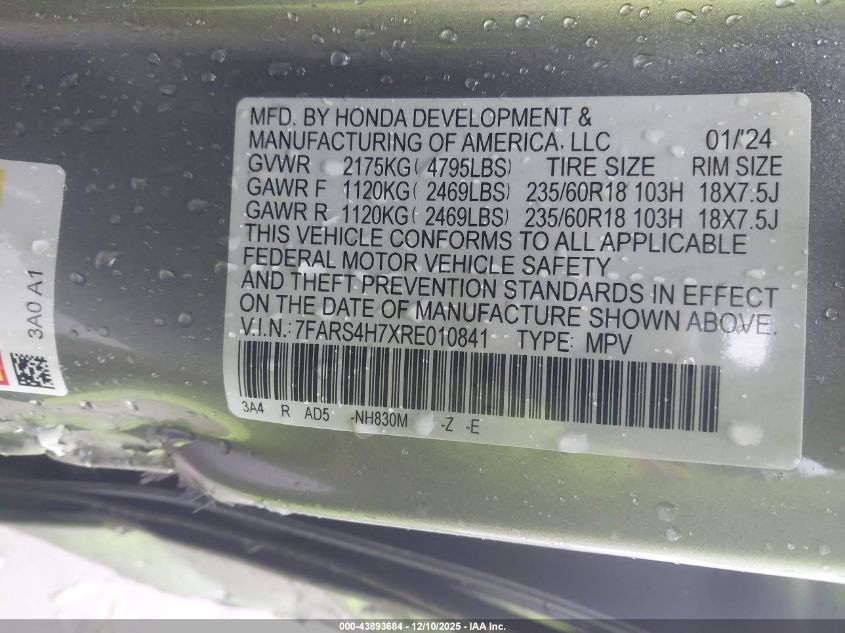 MFD. BY HONDA DEVELOPMENT &
MANUFACTURING OF AMERICA, LLC 01/'24
GVWR 2175KG( 4795LBS) TIRE SIZE RIM SIZE
GAWR F 1120KG( 2469LBS) 235/60R18 103H 18X7.5J
GAWR R 1120KG( 2469LBS) 235/60R18 103H 18X7.5J
THIS VEHICLE CONFORMS TO ALL APPLICABLE
FEDERAL MOTOR VEHICLE SAFETY
AND THEFT PREVENTION STANDARDS IN EFFECT
ON THE DATE OF MANUFACTURE SHOWN ABOVE.
V.I.N.: 7FARS4H7XRE010841 TYPE: MPV
3A4 R AD5 -NH830M -Z -E
3A0 A1
000-43893684 - 12/10/2025 - IAA Inc.